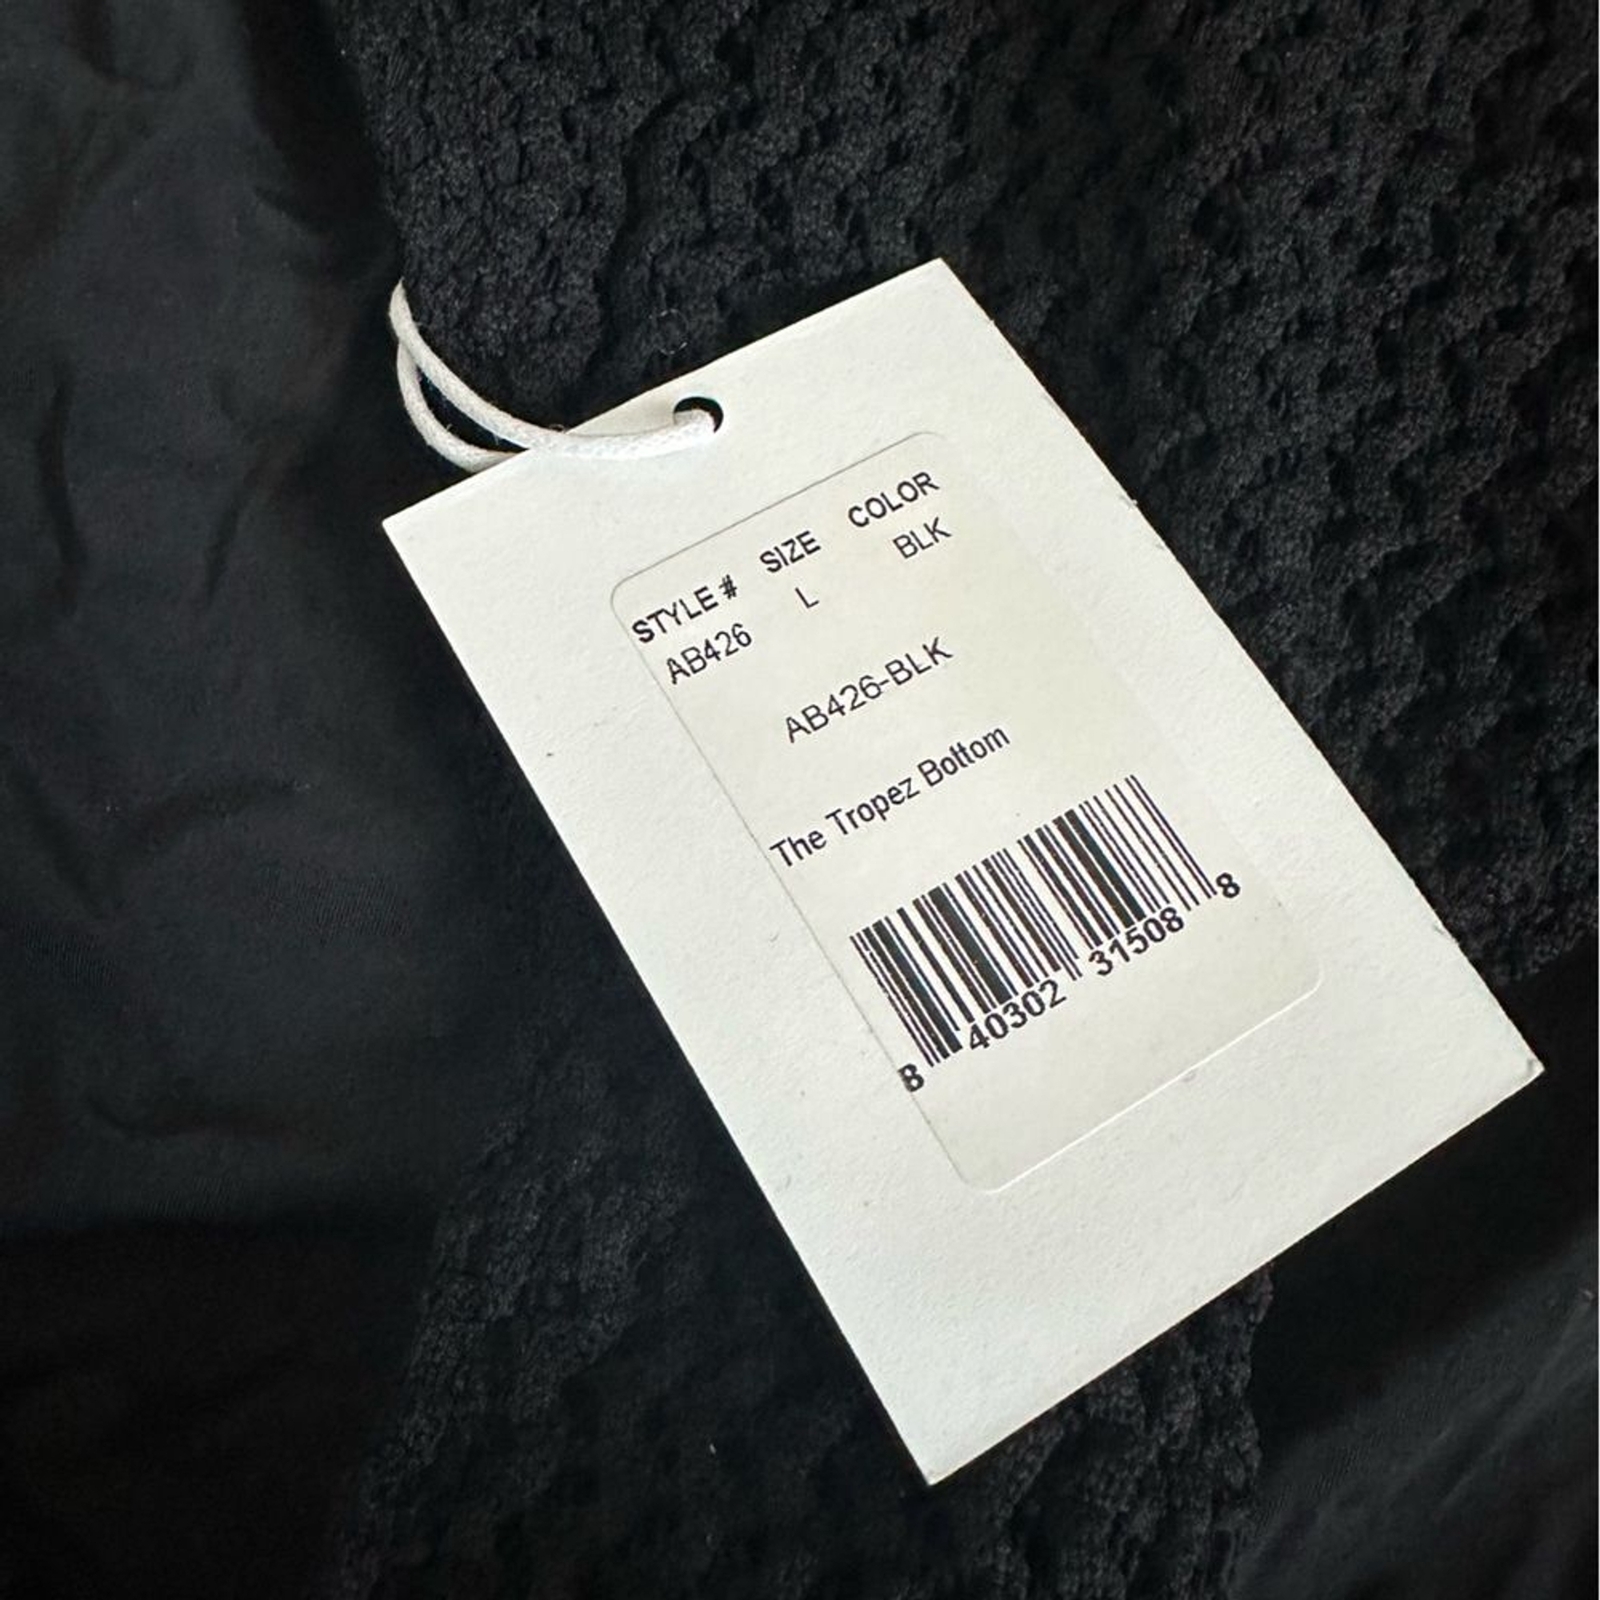 STYLE # SIZE COLOR
AB426 L BLK
AB426-BLK
The Tropez Bottom
8 40302 31508 8